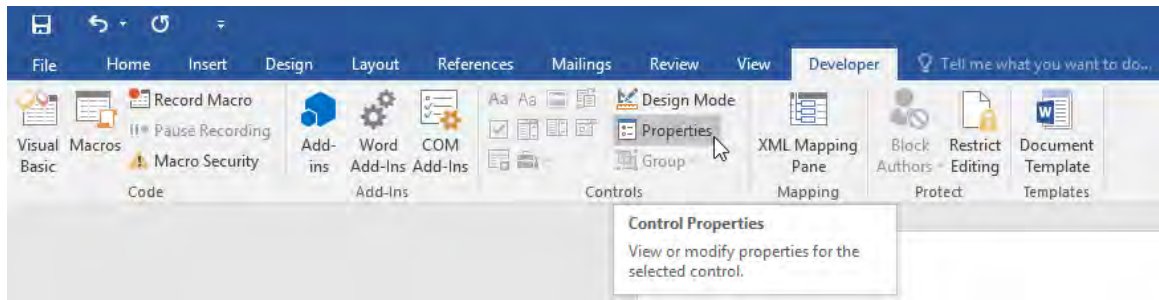 File Home Insert Design Layout References Mailings Review View Developer Tell me what you want to do...
Record Macro Aa Aa Design Mode
Pause Recording Properties
Visual Basic Macros Macro Security Add-ins Word Add-Ins COM Add-Ins Group XML Mapping Pane Block Authors Restrict Editing Document Template
Code Add-Ins Controls Mapping Protect Templates
Control Properties
View or modify properties for the
selected control.